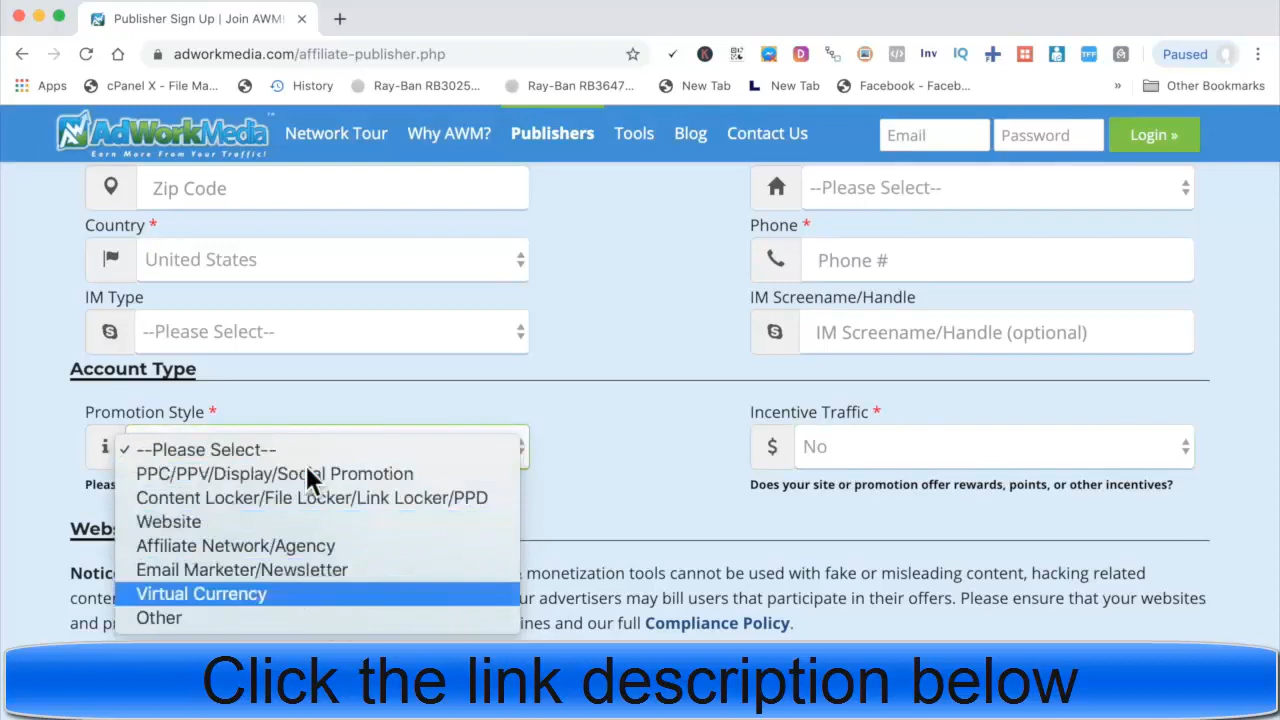 Publisher Sign Up | Join AWM!
adworkmedia.com/affiliate-publisher.php
Inv
IQ
TFF
Paused
Apps
cPanel X - File Ma...
History
Ray-Ban RB3025...
Ray-Ban RB3647...
New Tab
New Tab
Facebook - Faceb...
»
Other Bookmarks
AdWorkMedia
Earn More From Your Traffic!
Network Tour
Why AWM?
Publishers
Tools
Blog
Contact Us
Email
Password
Login »
Zip Code
--Please Select--
Country *
Phone *
United States
Phone #
IM Type
IM Screename/Handle
--Please Select--
IM Screename/Handle (optional)
Account Type
Promotion Style *
Incentive Traffic *
No
✓ --Please Select--
PPC/PPV/Display/Social Promotion
Content Locker/File Locker/Link Locker/PPD
Website
Affiliate Network/Agency
Email Marketer/Newsletter
Virtual Currency
Other
Does your site or promotion offer rewards, points, or other incentives?
monetization tools cannot be used with fake or misleading content, hacking related
advertisers may bill users that participate in their offers. Please ensure that your websites
and our full Compliance Policy.
Click the link description below